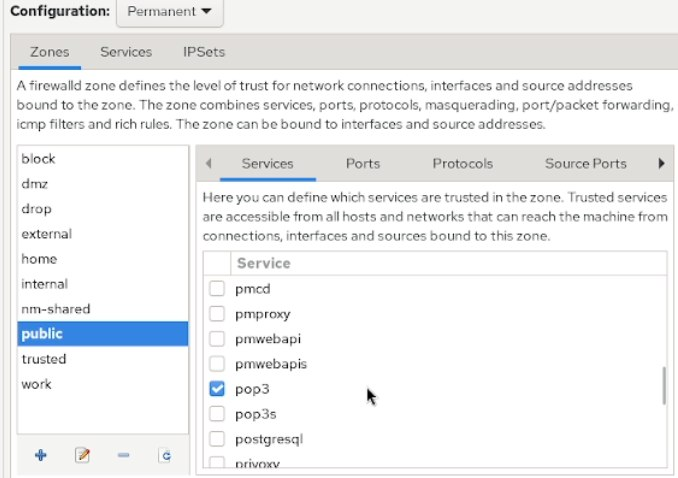 Configuration: Permanent
Zones Services IPSets
A firewalld zone defines the level of trust for network connections, interfaces and source addresses
bound to the zone. The zone combines services, ports, protocols, masquerading, port/packet forwarding,
icmp filters and rich rules. The zone can be bound to interfaces and source addresses.
block
dmz
drop
external
home
internal
nm-shared
public
trusted
work
Services Ports Protocols Source Ports
Here you can define which services are trusted in the zone. Trusted services
are accessible from all hosts and networks that can reach the machine from
connections, interfaces and sources bound to this zone.
Service
pmcd
pmproxy
pmwebapi
pmwebapis
pop3
pop3s
postgresql
privoxy